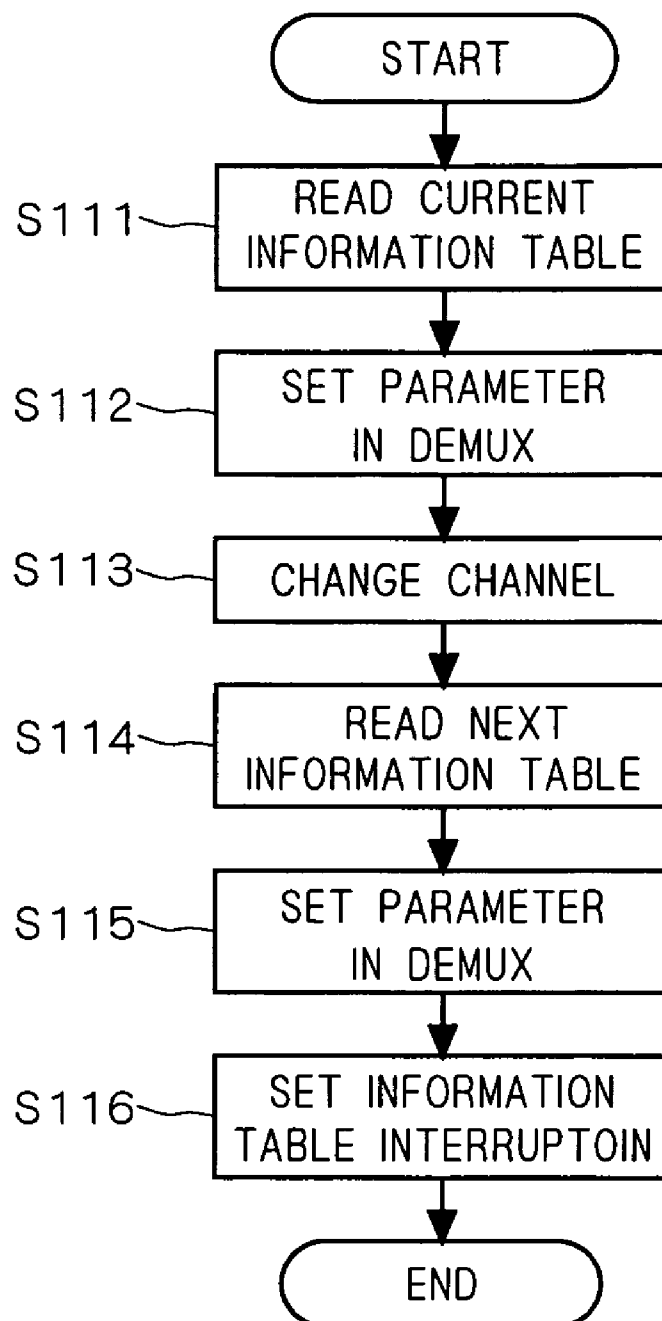 START
S111
READ CURRENT
INFORMATION TABLE
S112
SET PARAMETER
IN DEMUX
S113
CHANGE CHANNEL
S114
READ NEXT
INFORMATION TABLE
S115
SET PARAMETER
IN DEMUX
S116
SET INFORMATION
TABLE INTERRUPTOIN
END